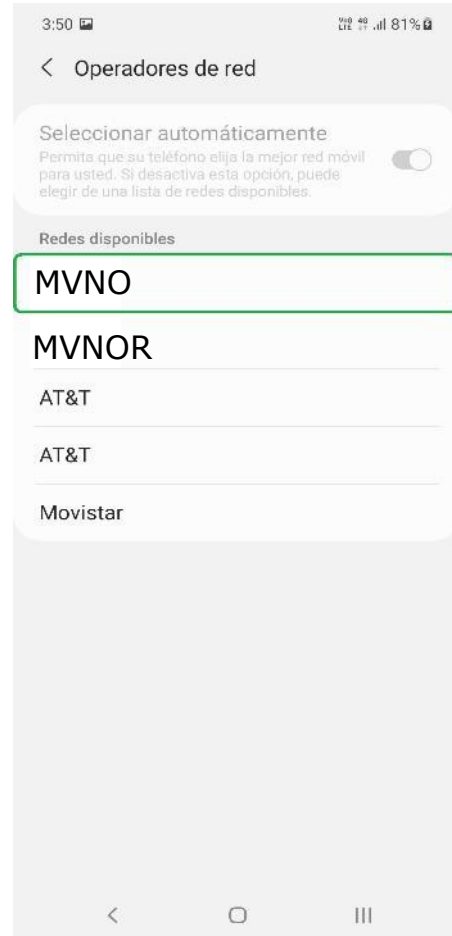 3:50 81%
Operadores de red
Seleccionar automáticamente
Permita que su teléfono elija la mejor red móvil
para usted. Si desactiva esta opción, puede
elegir de una lista de redes disponibles.
Redes disponibles
MVNO
MVNOR
AT&T
AT&T
Movistar